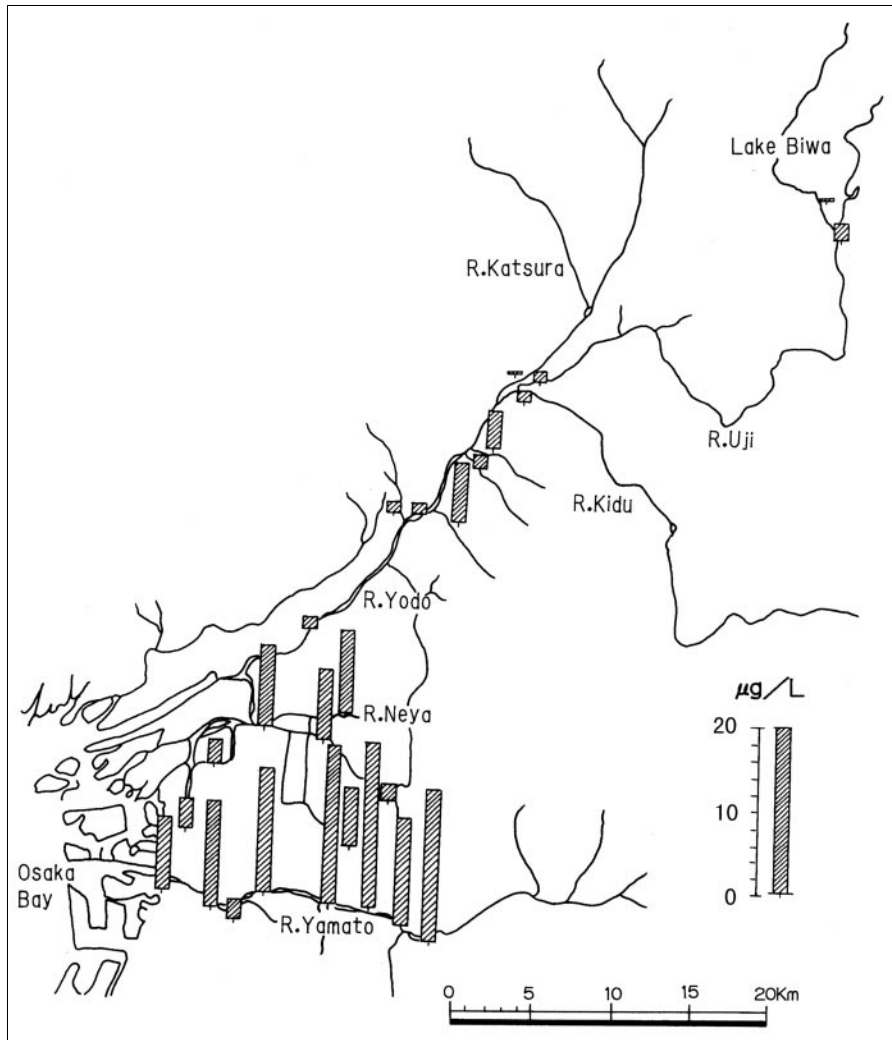 Lake Biwa
R.Katsura
R.Uji
R.Kidu
R.Yodo
R.Neya
μg/L
20
10
0
Osaka
Bay
R.Yamato
0 5 10 15 20Km